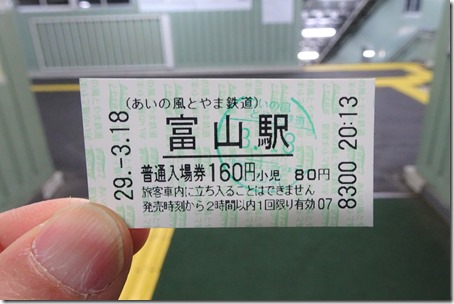 (あいの風とやま鉄道)
富山駅
普通入場券160円小児 80円
旅客車内に立ち入ることはできません
発売時刻から2時間以内1回限り有効07
29.-3.18
8300 20:13